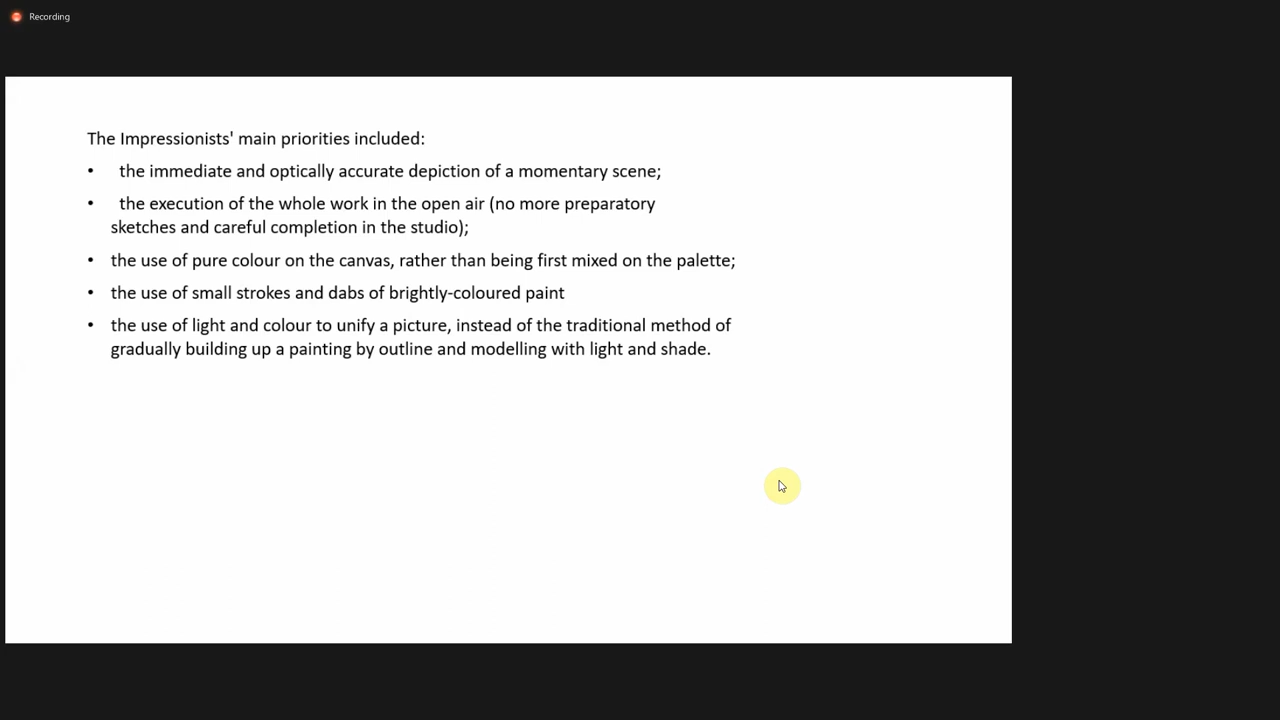 Recording
The Impressionists' main priorities included:
• the immediate and optically accurate depiction of a momentary scene;
• the execution of the whole work in the open air (no more preparatory
sketches and careful completion in the studio);
• the use of pure colour on the canvas, rather than being first mixed on the palette;
• the use of small strokes and dabs of brightly-coloured paint
• the use of light and colour to unify a picture, instead of the traditional method of
gradually building up a painting by outline and modelling with light and shade.